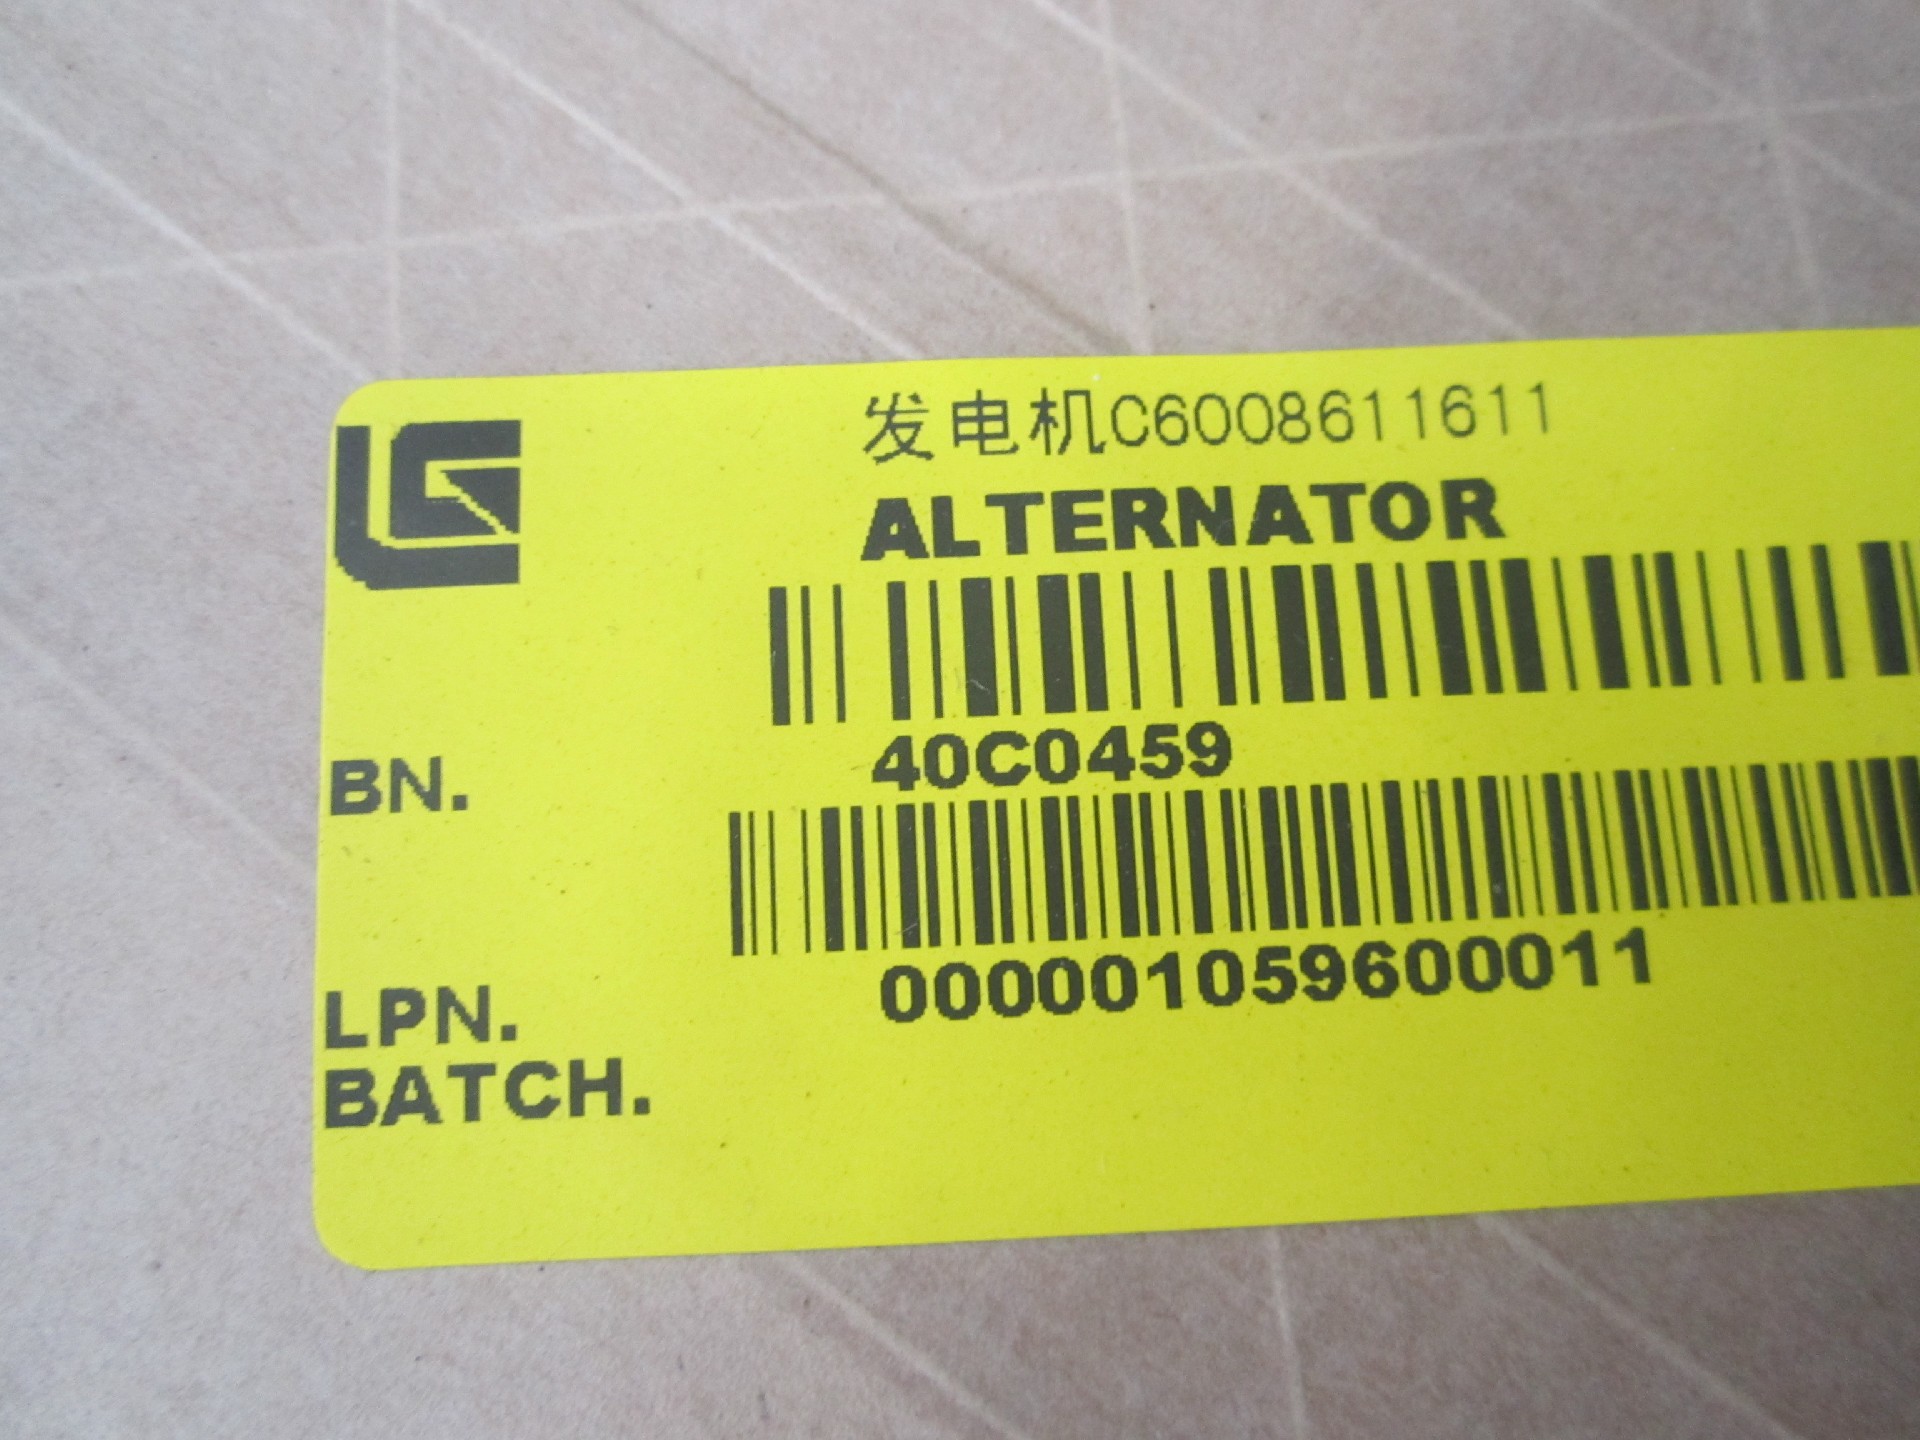 发电机C6008611611
ALTERNATOR
BN. 40C0459
LPN. 000001059600011
BATCH.